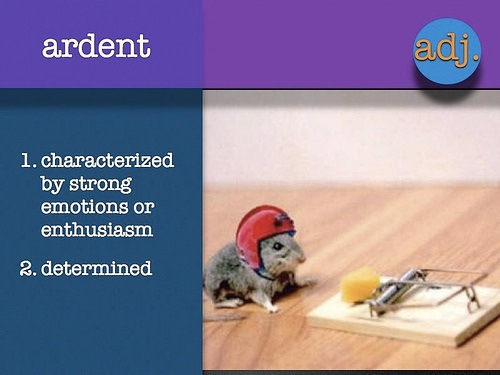 ardent
adj.
1. characterized
by strong
emotions or
enthusiasm
2. determined